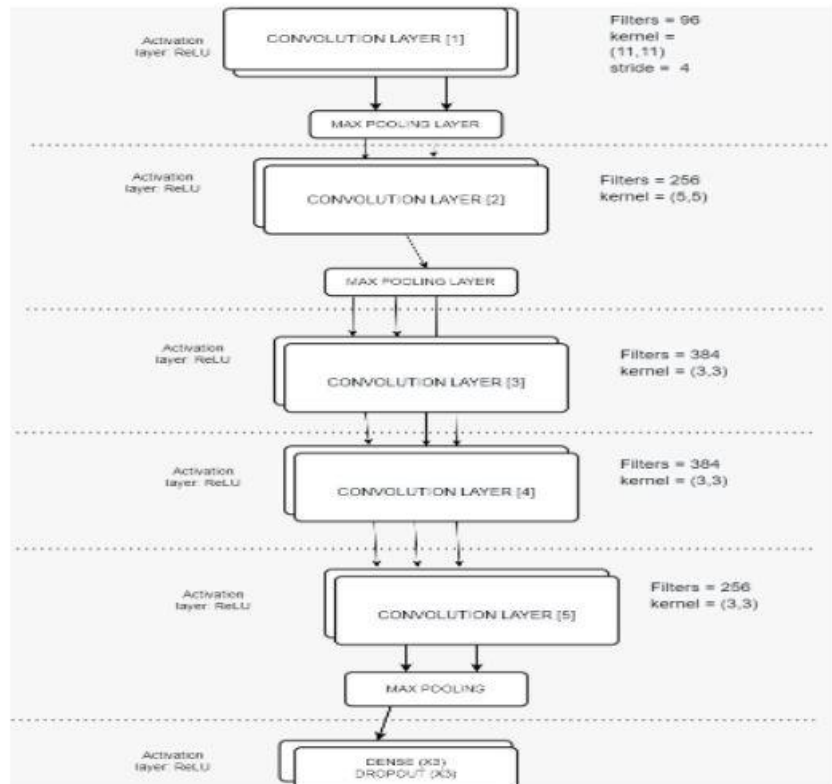 Activation
layer: ReLU
CONVOLUTION LAYER [1]
Filters = 96
kernel =
(11,11)
stride = 4
MAX POOLING LAYER
Activation
layer: ReLU
CONVOLUTION LAYER [2]
Filters = 256
kernel = (5,5)
MAX POOLING LAYER
Activation
layer: ReLU
CONVOLUTION LAYER [3]
Filters = 384
kernel = (3,3)
Activation
layer: ReLU
CONVOLUTION LAYER [4]
Filters = 384
kernel = (3,3)
Activation
layer: ReLU
CONVOLUTION LAYER [5]
Filters = 256
kernel = (3,3)
MAX POOLING
Activation
layer: ReLU
DENSE
DROPOUT